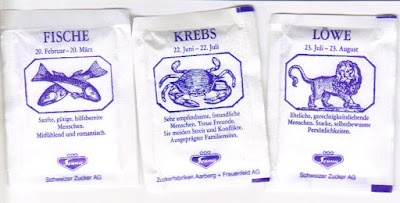 FISCHE
20. Februar - 20. März
Sanfte, gütige, hilfsbereite
Menschen.
Mitfühlend und romantisch.
Schweizer Zucker AG
KREBS
22. Juni - 22. Juli
Sehr empfindsame, freundliche
Menschen. Treue Freunde.
Sie meiden Streit und Konflikte.
Ausgeprägter Familiensinn.
Zuckerfabriken Aarberg + Frauenfeld AG
LÖWE
23. Juli - 23. August
Ehrliche, gerechtigkeitsliebende
Menschen. Starke, selbstbewusste
Persönlichkeiten.
Schweizer Zucker AG